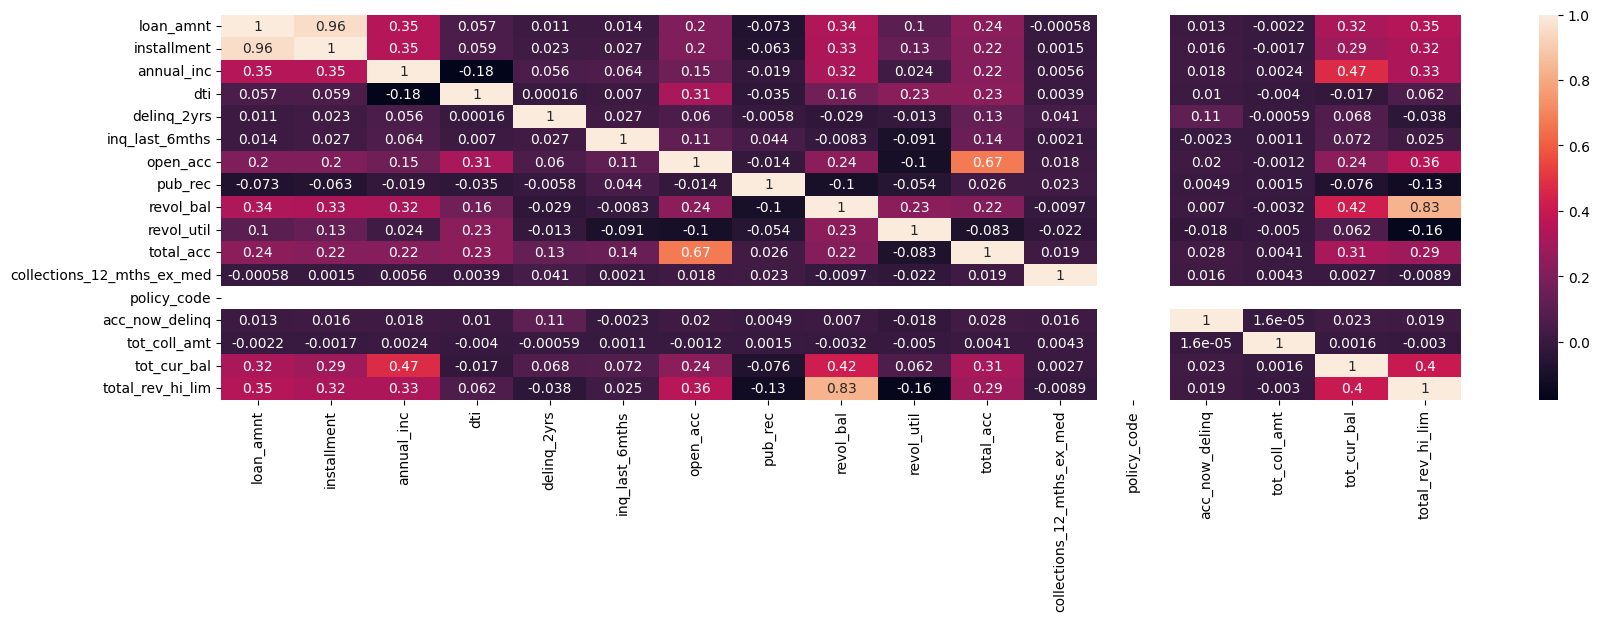 loan_amnt 1 0.96 0.35 0.057 0.011 0.014 0.2 -0.073 0.34 0.1 0.24 -0.00058 0.013 -0.0022 0.32 0.35
installment 0.96 1 0.35 0.059 0.023 0.027 0.2 -0.063 0.33 0.13 0.22 0.0015 0.016 -0.0017 0.29 0.32
annual_inc 0.35 0.35 1 -0.18 0.056 0.064 0.15 -0.019 0.32 0.024 0.22 0.0056 0.018 0.0024 0.47 0.33
dti 0.057 0.059 -0.18 1 0.00016 0.007 0.31 -0.035 0.16 0.23 0.23 0.0039 0.01 -0.004 -0.017 0.062
delinq_2yrs 0.011 0.023 0.056 0.00016 1 0.027 0.06 -0.0058 -0.029 -0.013 0.13 0.041 0.11 -0.00059 0.068 -0.038
inq_last_6mths 0.014 0.027 0.064 0.007 0.027 1 0.11 0.044 -0.0083 -0.091 0.14 0.0021 -0.0023 0.0011 0.072 0.025
open_acc 0.2 0.2 0.15 0.31 0.06 0.11 1 -0.014 0.24 -0.1 0.67 0.018 0.02 -0.0012 0.24 0.36
pub_rec -0.073 -0.063 -0.019 -0.035 -0.0058 0.044 -0.014 1 -0.1 -0.054 0.026 0.023 0.0049 0.0015 -0.076 -0.13
revol_bal 0.34 0.33 0.32 0.16 -0.029 -0.0083 0.24 -0.1 1 0.23 0.22 -0.0097 0.007 -0.0032 0.42 0.83
revol_util 0.1 0.13 0.024 0.23 -0.013 -0.091 -0.1 -0.054 0.23 1 -0.083 -0.022 -0.018 -0.005 0.062 -0.16
total_acc 0.24 0.22 0.22 0.23 0.13 0.14 0.67 0.026 0.22 -0.083 1 0.019 0.028 0.0041 0.31 0.29
collections_12_mths_ex_med -0.00058 0.0015 0.0056 0.0039 0.041 0.0021 0.018 0.023 -0.0097 -0.022 0.019 1 0.016 0.0043 0.0027 -0.0089
policy_code
acc_now_delinq 0.013 0.016 0.018 0.01 0.11 -0.0023 0.02 0.0049 0.007 -0.018 0.028 0.016 1 1.6e-05 0.023 0.019
tot_coll_amt -0.0022 -0.0017 0.0024 -0.004 -0.00059 0.0011 -0.0012 0.0015 -0.0032 -0.005 0.0041 0.0043 1.6e-05 1 0.0016 -0.003
tot_cur_bal 0.32 0.29 0.47 -0.017 0.068 0.072 0.24 -0.076 0.42 0.062 0.31 0.0027 0.023 0.0016 1 0.4
total_rev_hi_lim 0.35 0.32 0.33 0.062 -0.038 0.025 0.36 -0.13 0.83 -0.16 0.29 -0.0089 0.019 -0.003 0.4 1
loan_amnt
installment
annual_inc
dti
delinq_2yrs
inq_last_6mths
open_acc
pub_rec
revol_bal
revol_util
total_acc
collections_12_mths_ex_med
policy_code
acc_now_delinq
tot_coll_amt
tot_cur_bal
total_rev_hi_lim
1.0
0.8
0.6
0.4
0.2
0.0